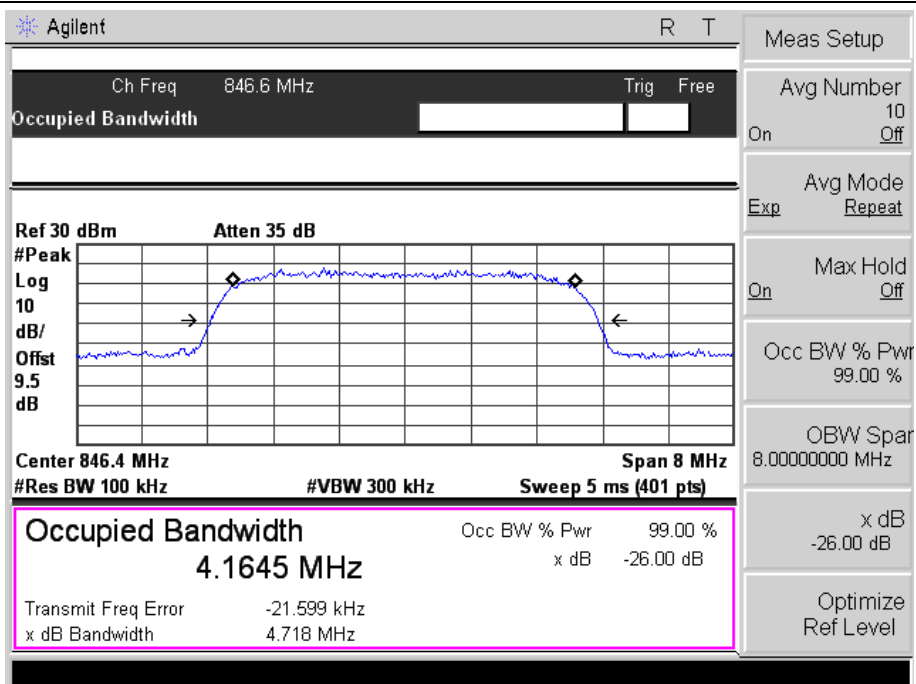 Agilent R T
Ch Freq 846.6 MHz Trig Free
Occupied Bandwidth
Ref 30 dBm Atten 35 dB
#Peak
Log
10
dB/
Offst
9.5
dB
Center 846.4 MHz Span 8 MHz
#Res BW 100 kHz #VBW 300 kHz Sweep 5 ms (401 pts)
Occupied Bandwidth Occ BW % Pwr 99.00 %
4.1645 MHz x dB -26.00 dB
Transmit Freq Error -21.599 kHz
x dB Bandwidth 4.718 MHz
Meas Setup
Avg Number
10
On Off
Avg Mode
Exp Repeat
Max Hold
On Off
Occ BW % Pwr
99.00 %
OBW Span
8.00000000 MHz
x dB
-26.00 dB
Optimize
Ref Level